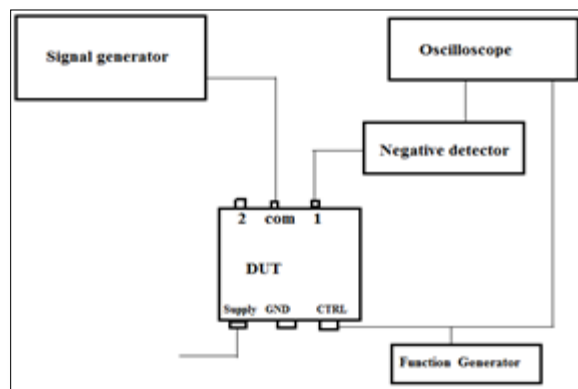 Signal generator
Oscilloscope
Negative detector
2 com 1
DUT
Supply GND CTRL
Function Generator